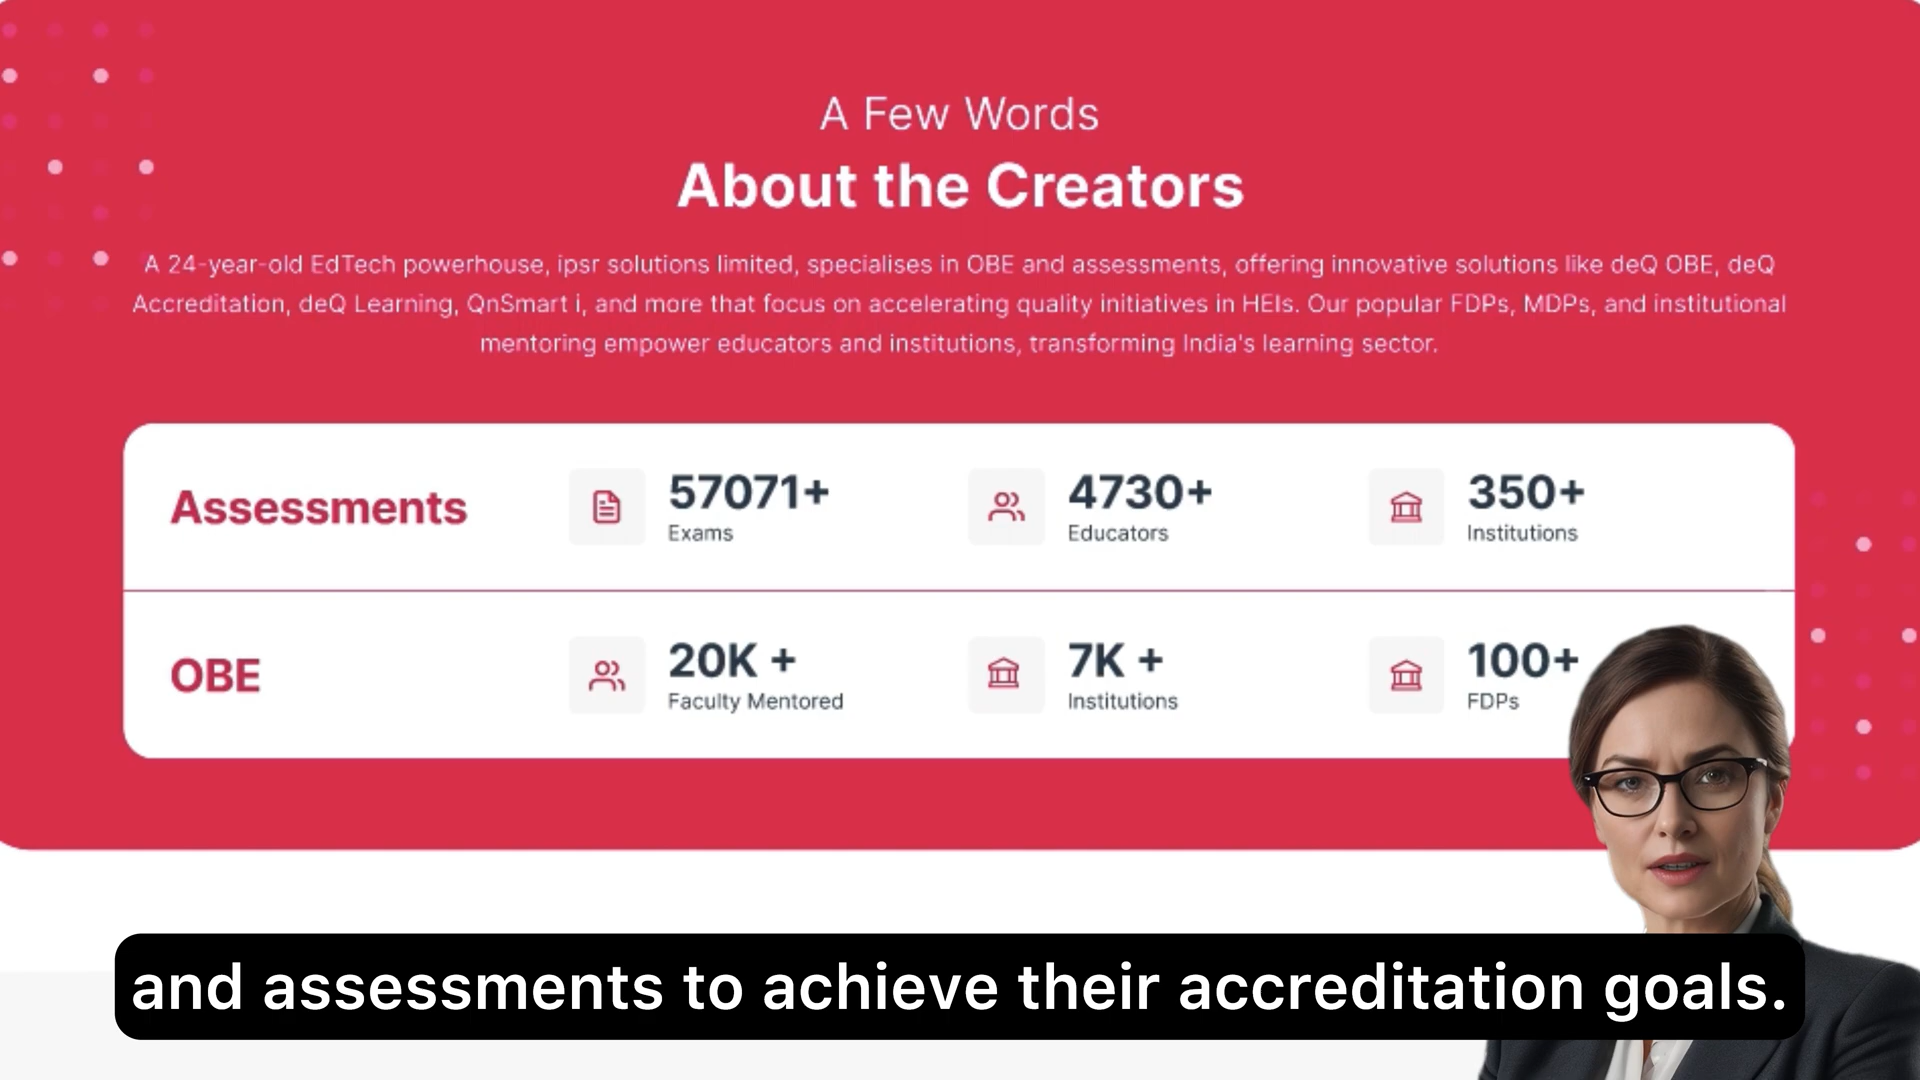 A Few Words
About the Creators
A 24-year-old EdTech powerhouse, ipsr solutions limited, specialises in OBE and assessments, offering innovative solutions like deQ OBE, deQ
Accreditation, deQ Learning, QnSmart i, and more that focus on accelerating quality initiatives in HEIs. Our popular FDPs, MDPs, and institutional
mentoring empower educators and institutions, transforming India's learning sector.
Assessments
57071+
Exams
4730+
Educators
350+
Institutions
OBE
20K +
Faculty Mentored
7K +
Institutions
100+
FDPs
and assessments to achieve their accreditation goals.